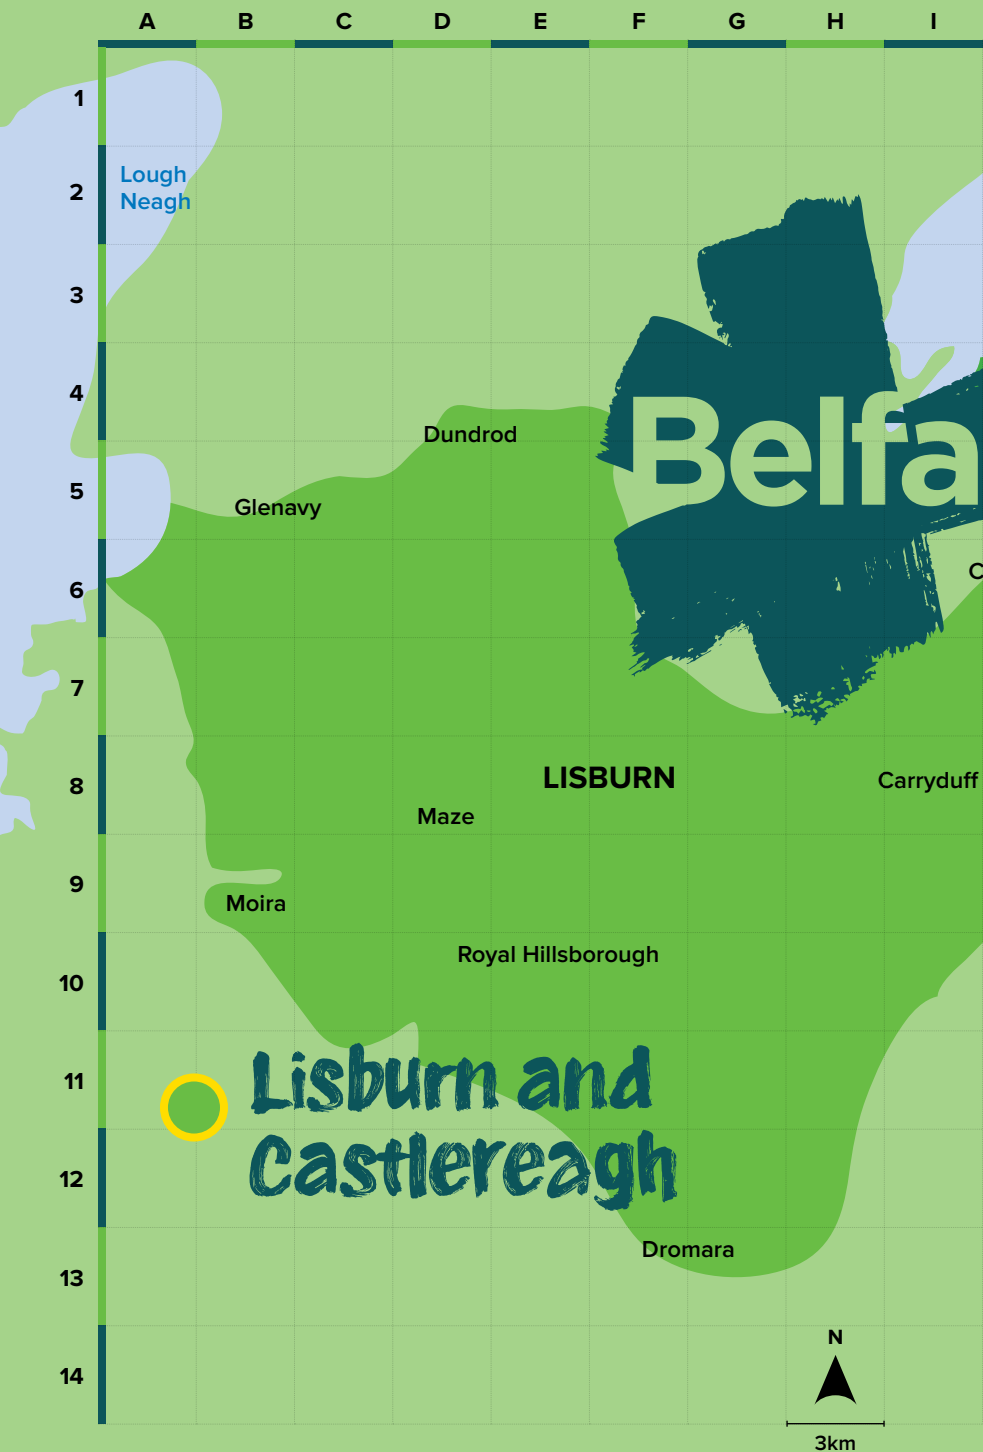 A B C D E F G H I
1
Lough
Neagh
2
3
4
Belfa
Dundrod
5
Glenavy
C
6
7
LISBURN
Carryduff
8
Maze
9
Moira
Royal Hillsborough
10
Lisburn and
11
Castlereagh
12
Dromara
13
N
14
3km